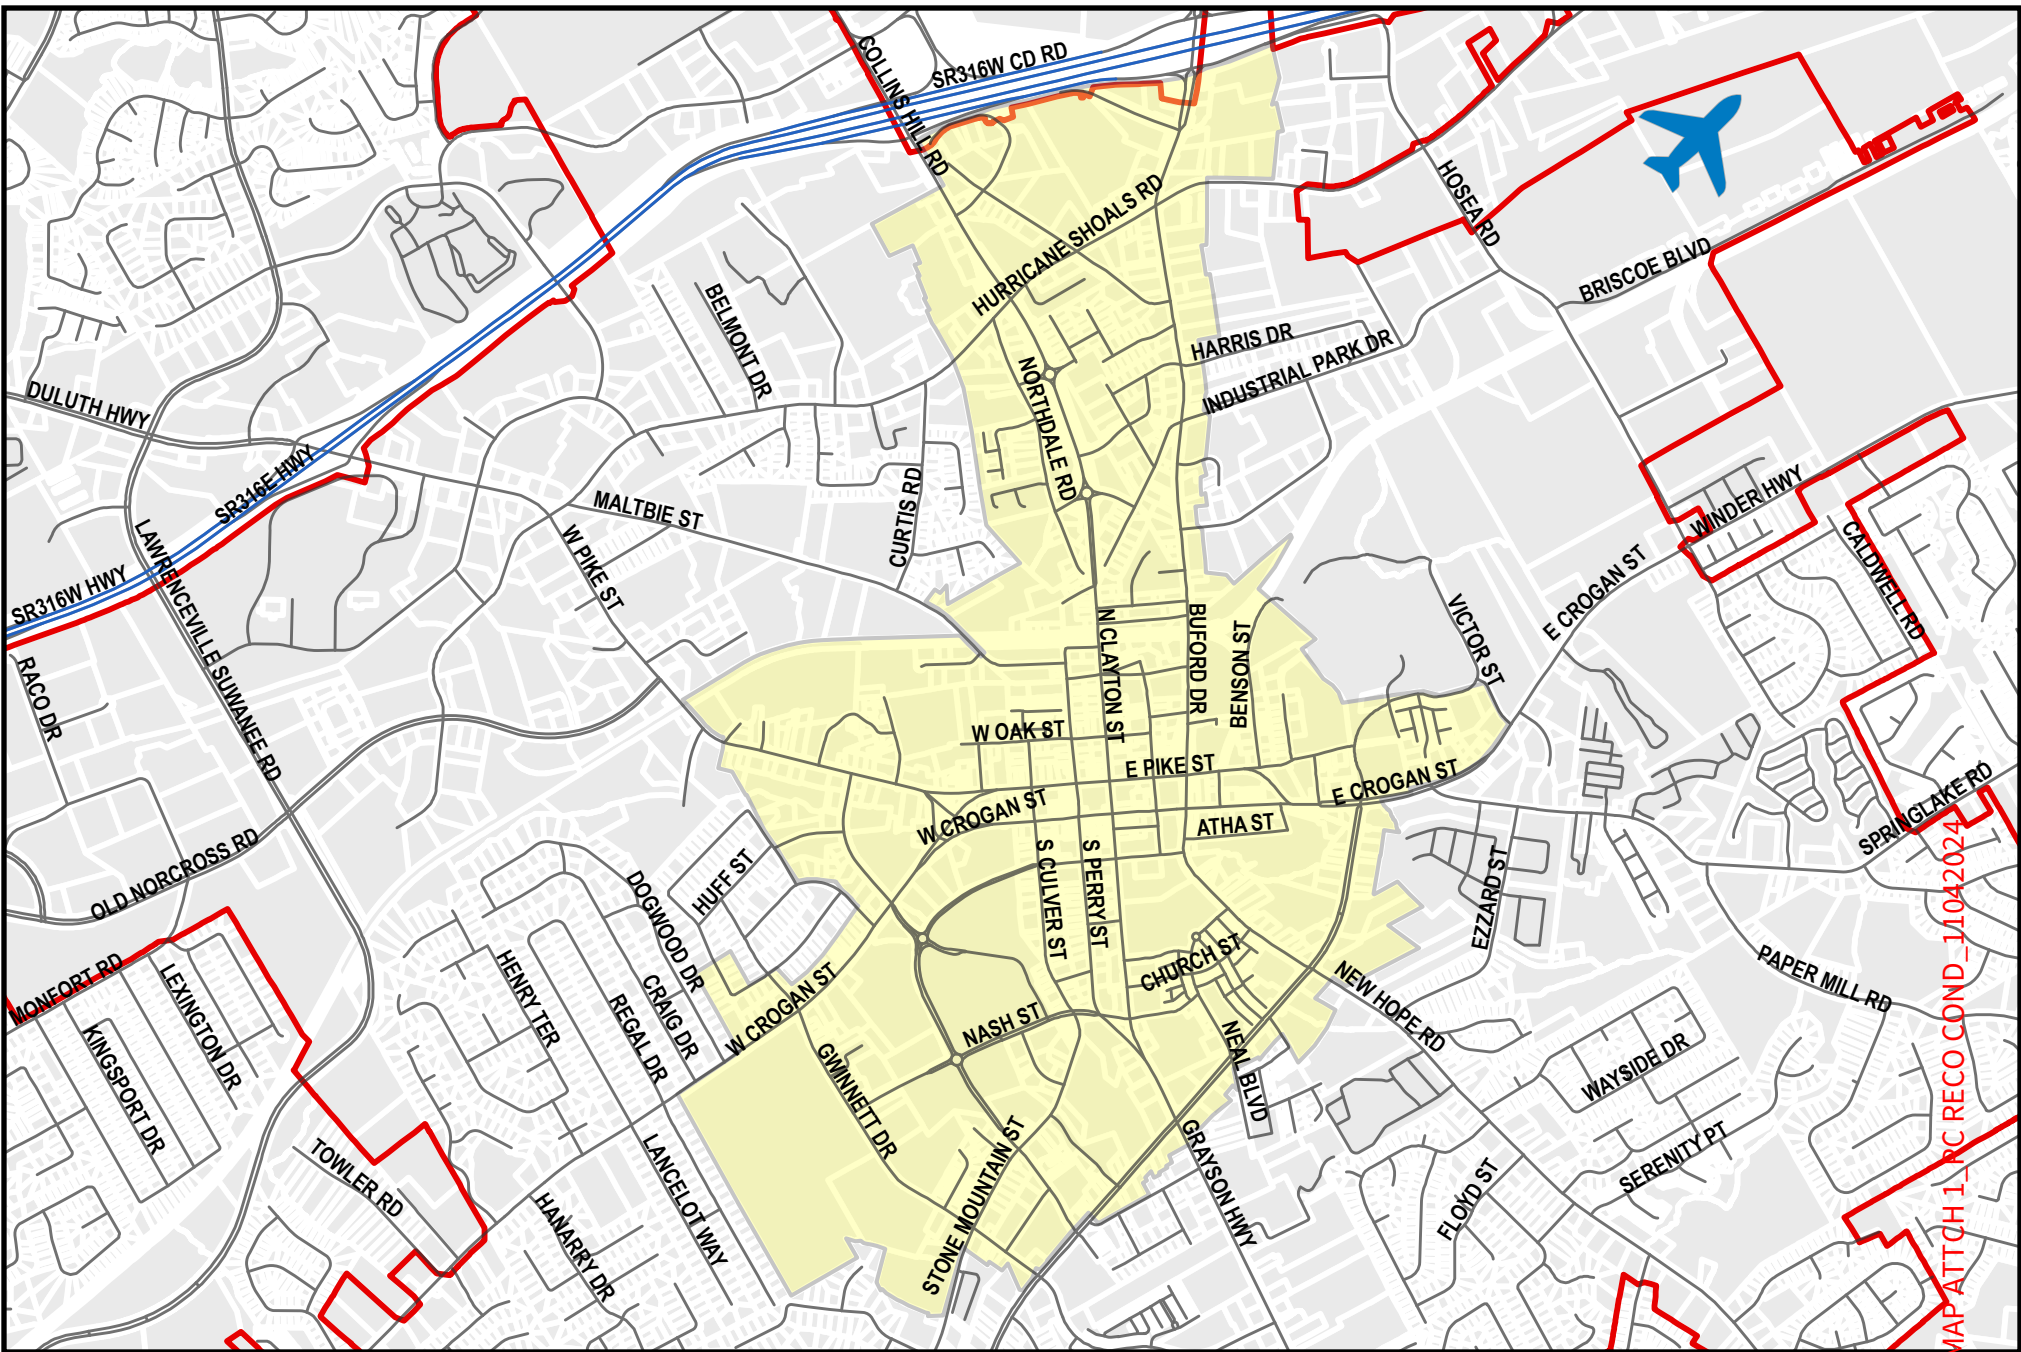 COLLINS HILL RD
SR316W CD RD
HURRICANE SHOALS RD
HOSEA RD
BRISCOE BLVD
BELMONT DR
HARRIS DR
INDUSTRIAL PARK DR
NORTHDALE RD
DULUTH HWY
SR316E HWY
MALTBIE ST
CURTIS RD
W PIKE ST
WINDER HWY
CALDWELL RD
E CROGAN ST
VICTOR ST
SR316W HWY
LAWRENCEVILLE SUWANEE RD
RACO DR
N CLAYTON ST
BUFORD DR
BENSON ST
W OAK ST
E PIKE ST
E CROGAN ST
W CROGAN ST
ATHA ST
SPRINGLAKE RD
OLD NORCROSS RD
HUFF ST
DOGWOOD DR
S CULVER ST
S PERRY ST
EZZARD ST
CHURCH ST
NEW HOPE RD
PAPER MILL RD
MONFORT RD
LEXINGTON DR
KINGSPORT DR
HENRY TER
REGAL DR
CRAIG DR
W CROGAN ST
NASH ST
GWINNETT DR
NEAL BLVD
WAYSIDE DR
SERENITY PT
GRAYSON HWY
STONE MOUNTAIN ST
FLOYD ST
TOWLER RD
HANARRY DR
LANCELOT WAY
MAP ATTCH 1_PC RECO COND_11042024